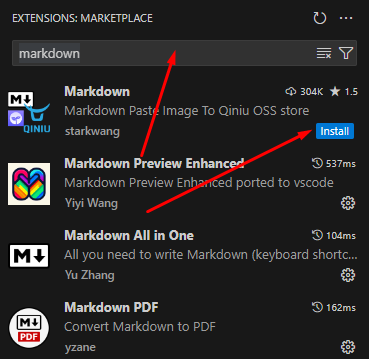 EXTENSIONS: MARKETPLACE
markdown
Markdown 304K 1.5
Markdown Paste Image To Qiniu OSS store
starkwang Install
M QINIU
Markdown Preview Enhanced 537ms
Markdown Preview Enhanced ported to vscode
Yiyi Wang
Markdown All in One 104ms
All you need to write Markdown (keyboard shortc...
Yu Zhang
M
Markdown PDF 162ms
Convert Markdown to PDF
yzane
M PDF